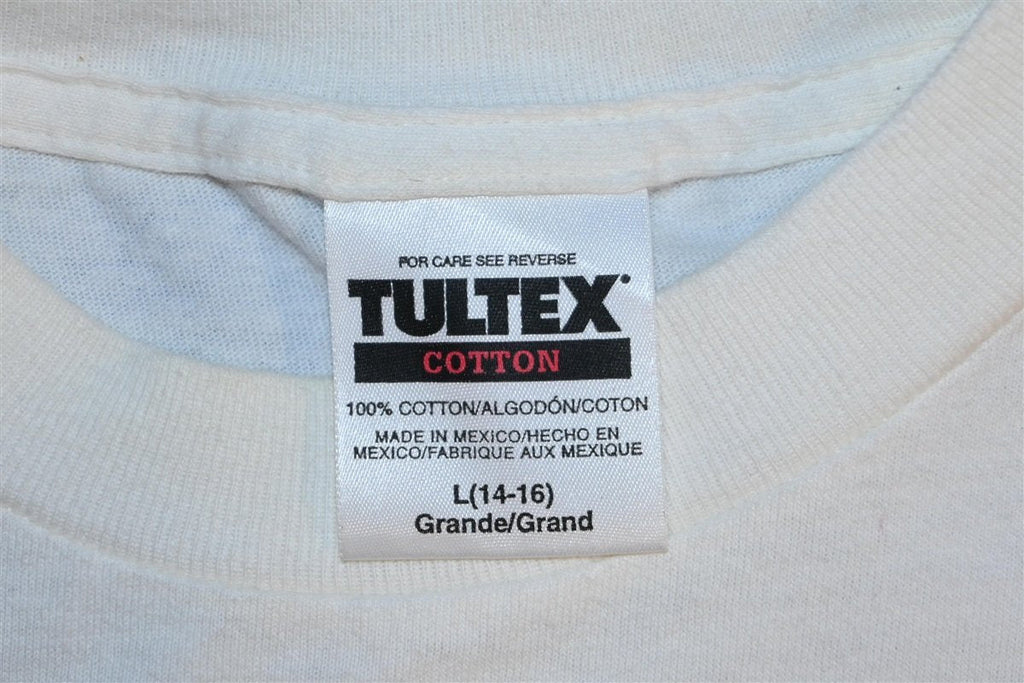 FOR CARE SEE REVERSE
TULTEX
COTTON
100% COTTON/ALGODÓN/COTON
MADE IN MEXICO/HECHO EN
MEXICO/FABRIQUE AUX MEXIQUE
L(14-16)
Grande/Grand